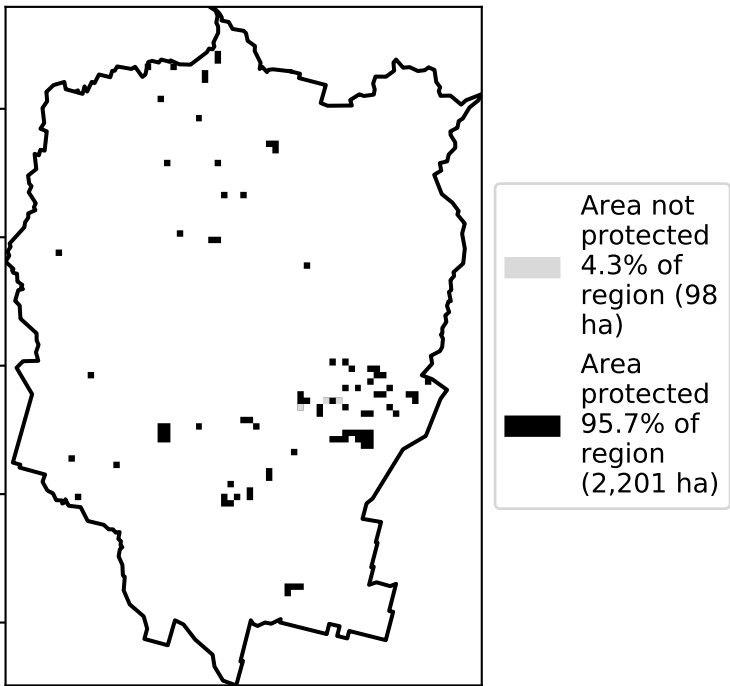 Area not
protected
4.3% of
region (98
ha)
Area
protected
95.7% of
region
(2,201 ha)